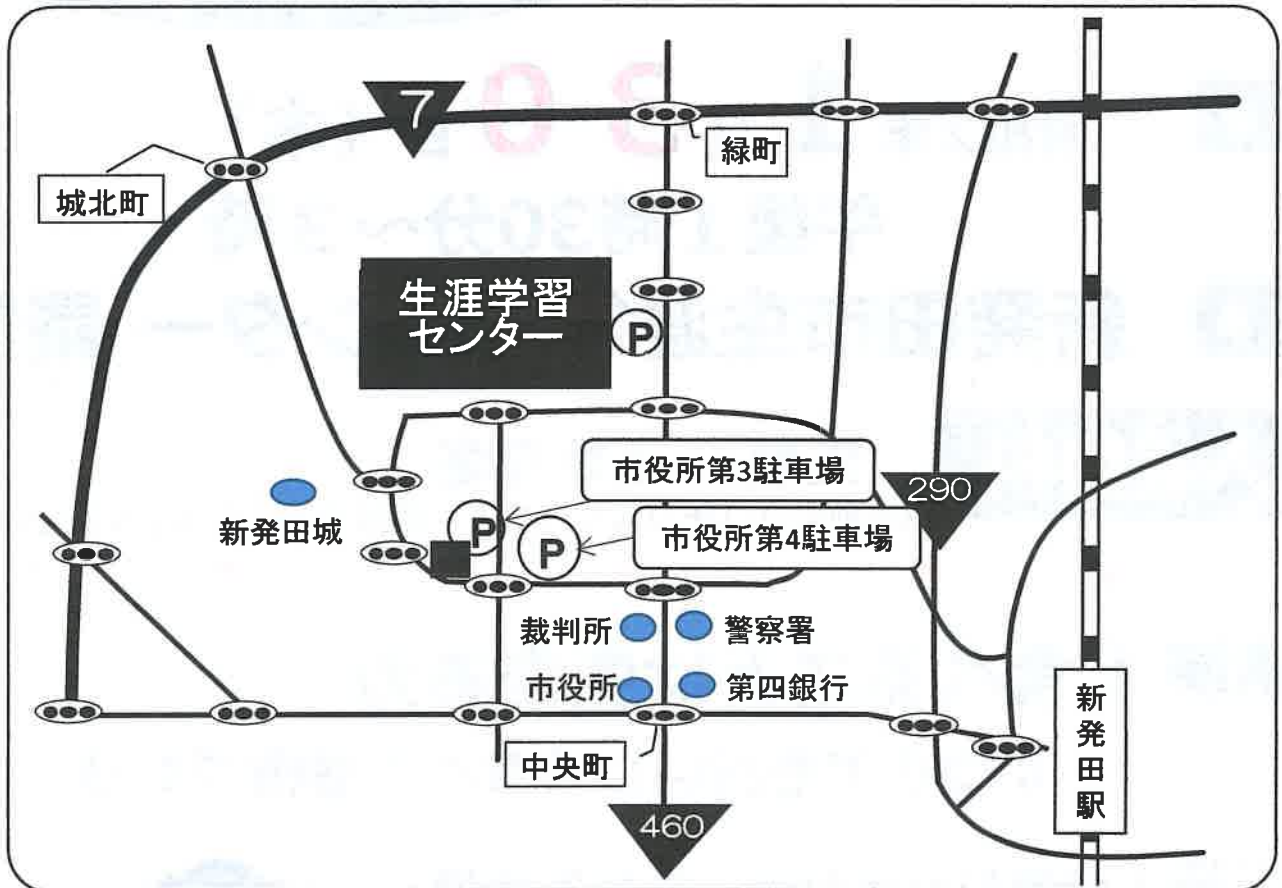 7
緑町
城北町
生涯学習
センター
P
市役所第3駐車場
290
新発田城
P
P
市役所第4駐車場
裁判所
警察署
市役所
第四銀行
新発田駅
中央町
460